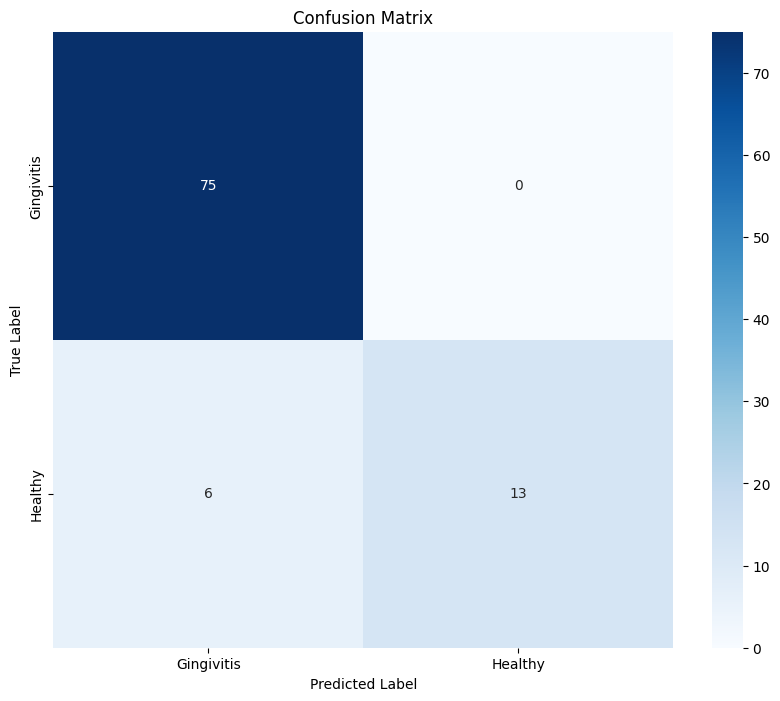 Confusion Matrix
True Label
Gingivitis
75
0
Healthy
6
13
Gingivitis
Healthy
Predicted Label
70
60
50
40
30
20
10
0